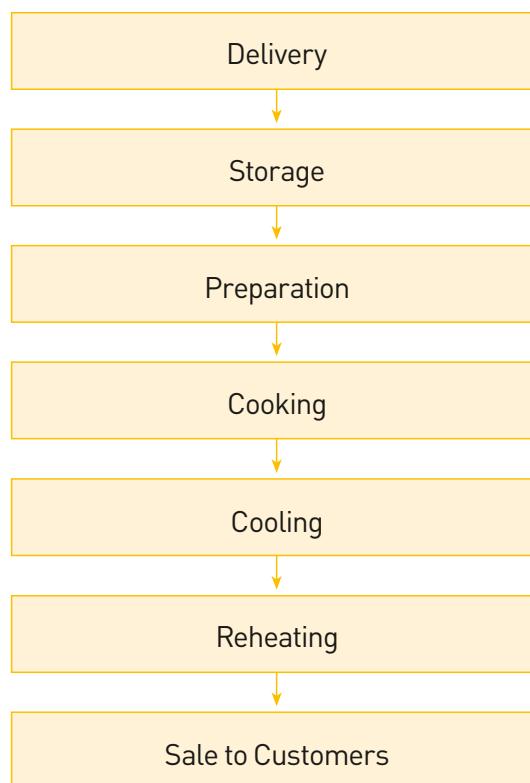 Delivery
Storage
Preparation
Cooking
Cooling
Reheating
Sale to Customers